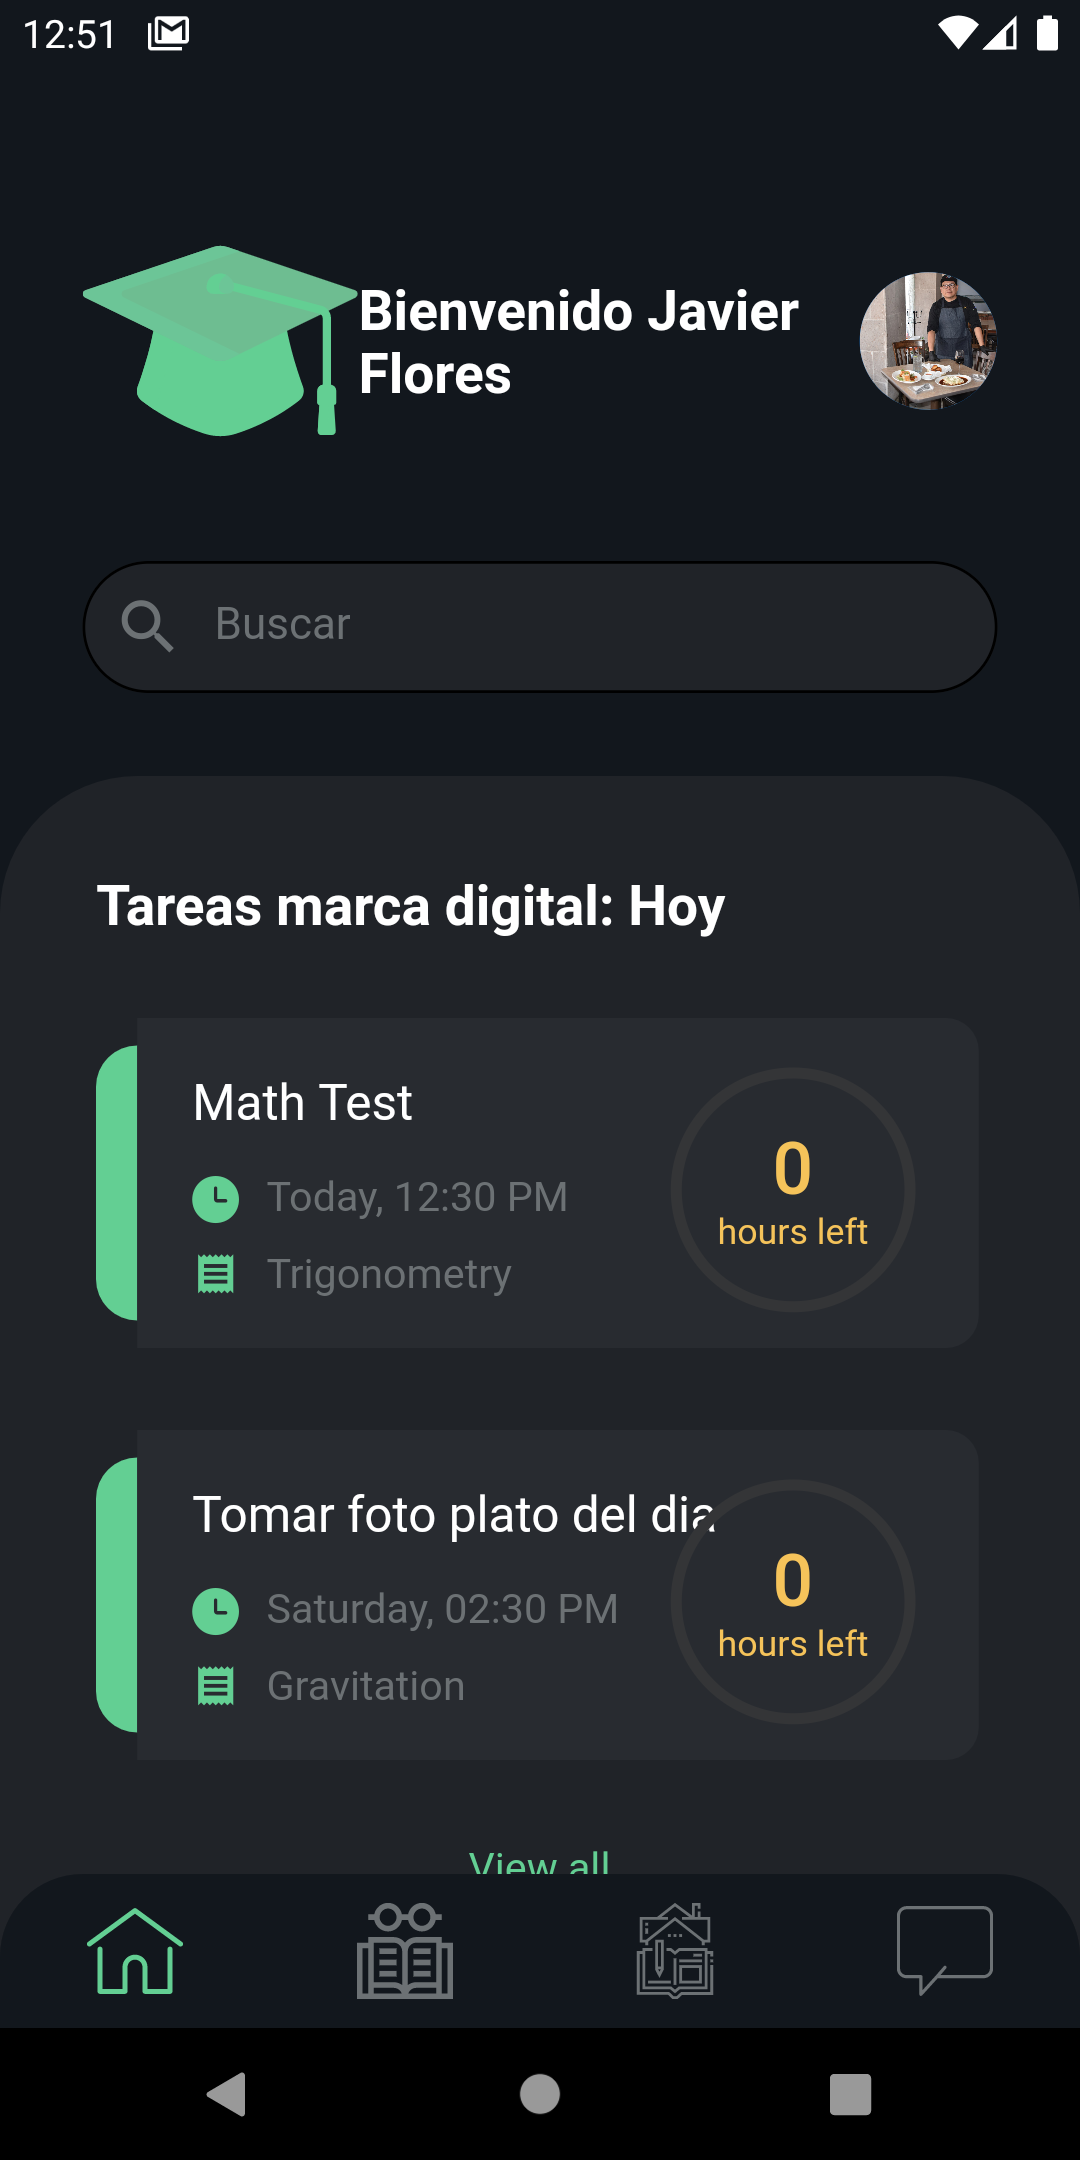 12:51
Bienvenido Javier
Flores
Buscar
Tareas marca digital: Hoy
Math Test
Today, 12:30 PM
Trigonometry
0
hours left
Tomar foto plato del dia
Saturday, 02:30 PM
Gravitation
0
hours left
View all